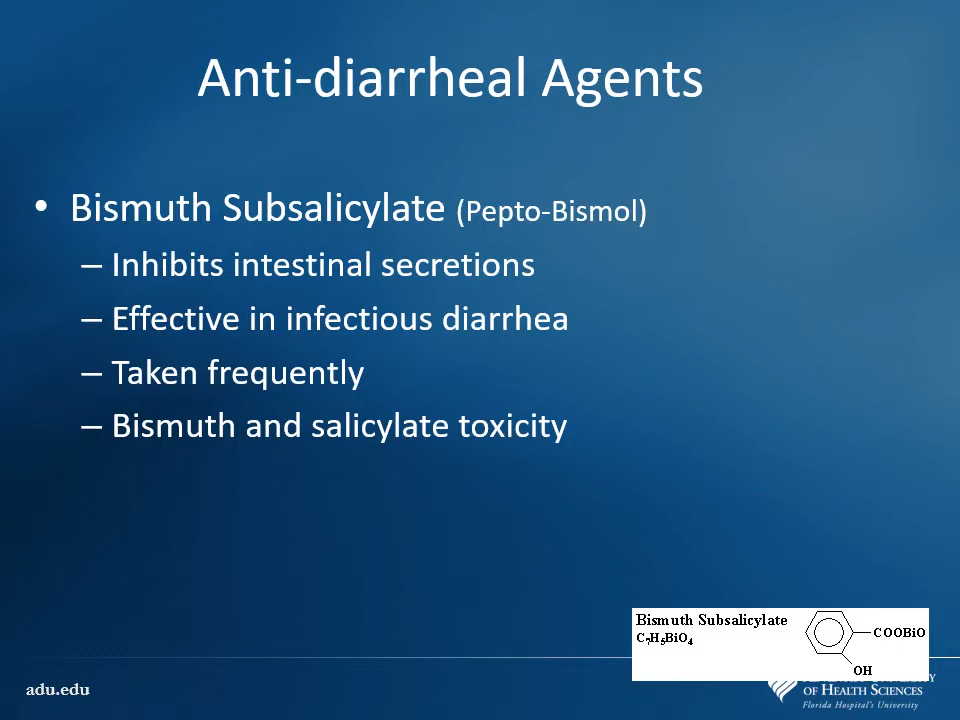 Anti-diarrheal Agents
• Bismuth Subsalicylate (Pepto-Bismol)
– Inhibits intestinal secretions
– Effective in infectious diarrhea
– Taken frequently
– Bismuth and salicylate toxicity
Bismuth Subsalicylate
C₇H₅BiO₄
COOBiO
OH
adu.edu
OF HEALTH SCIENCES
Florida Hospital's University